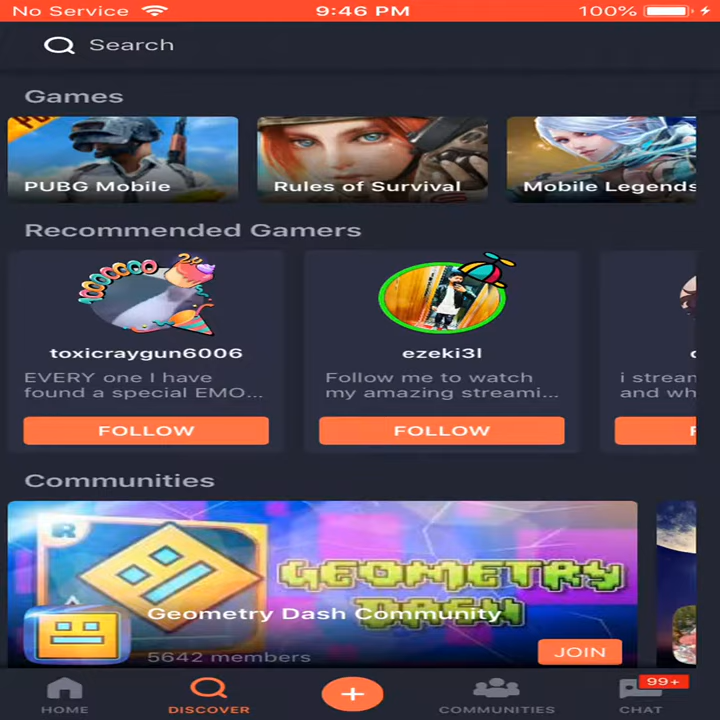 No Service 9:46 PM 100%
Search
Games
PUBG Mobile Rules of Survival Mobile Legends
Recommended Gamers
toxicraygun6006 ezeki3l
EVERY one I have Follow me to watch i strean
found a special EMO... my amazing streami... and wh
FOLLOW FOLLOW F
Communities
R
GEOMETRY
DASH
Geometry Dash Community
5642 members JOIN
99+
HOME DISCOVER COMMUNITIES CHAT